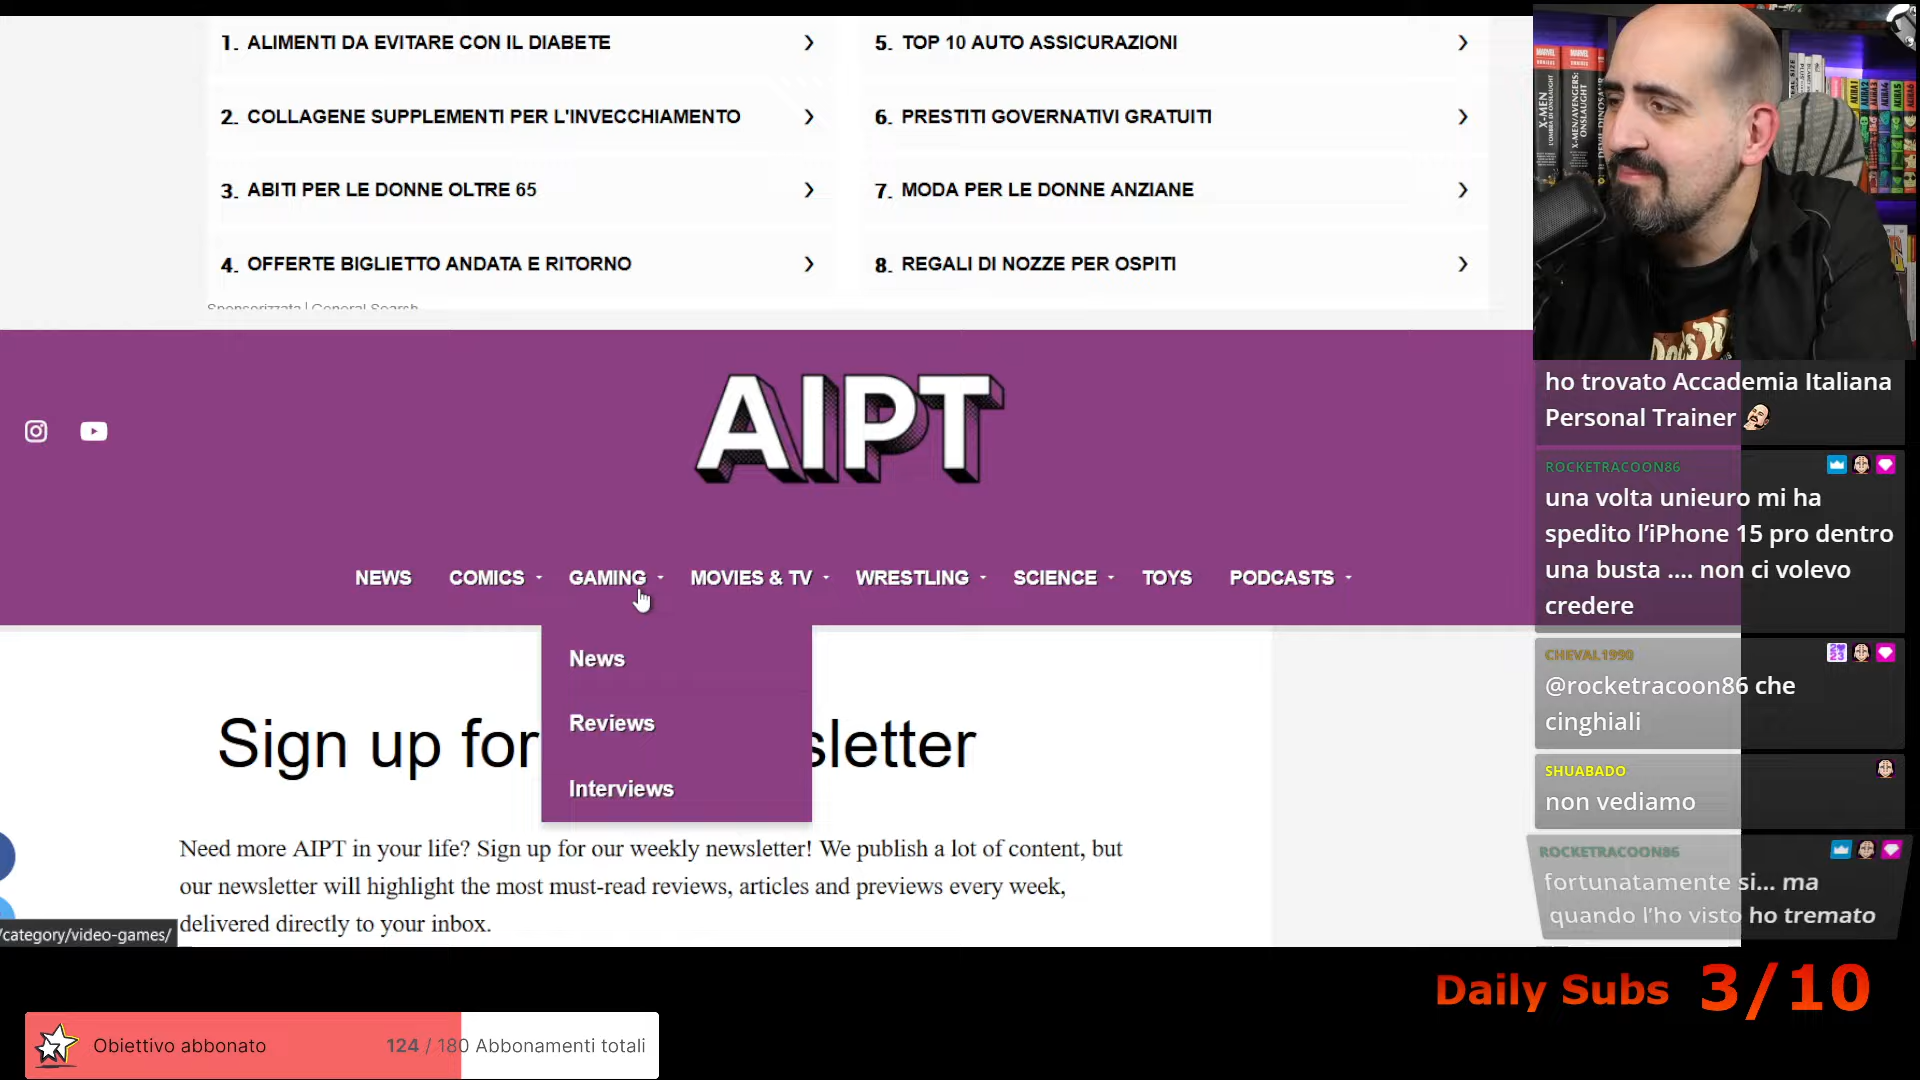 1. ALIMENTI DA EVITARE CON IL DIABETE
2. COLLAGENE SUPPLEMENTI PER L'INVECCHIAMENTO
3. ABITI PER LE DONNE OLTRE 65
4. OFFERTE BIGLIETTO ANDATA E RITORNO
5. TOP 10 AUTO ASSICURAZIONI
6. PRESTITI GOVERNATIVI GRATUITI
7. MODA PER LE DONNE ANZIANE
8. REGALI DI NOZZE PER OSPITI
Sponsorizzata | General Search
AIPT
NEWS COMICS GAMING MOVIES & TV WRESTLING SCIENCE TOYS PODCASTS
News
Reviews
Interviews
Sign up for sletter
Need more AIPT in your life? Sign up for our weekly newsletter! We publish a lot of content, but
our newsletter will highlight the most must-read reviews, articles and previews every week,
delivered directly to your inbox.
/category/video-games/
X-MEN
X-MEN/AVENGERS:
ONSLAUGHT
ho trovato Accademia Italiana
Personal Trainer
ROCKETRACOON86
una volta unieuro mi ha
spedito l'iPhone 15 pro dentro
una busta .... non ci volevo
credere
CHEVAL1990
@rocketracoon86 che
cinghiali
SHUABADO
non vediamo
ROCKETRACOON86
fortunatamente si... ma
quando l'ho visto ho tremato
Daily Subs 3/10
Obiettivo abbonato 124 / 180 Abbonamenti totali